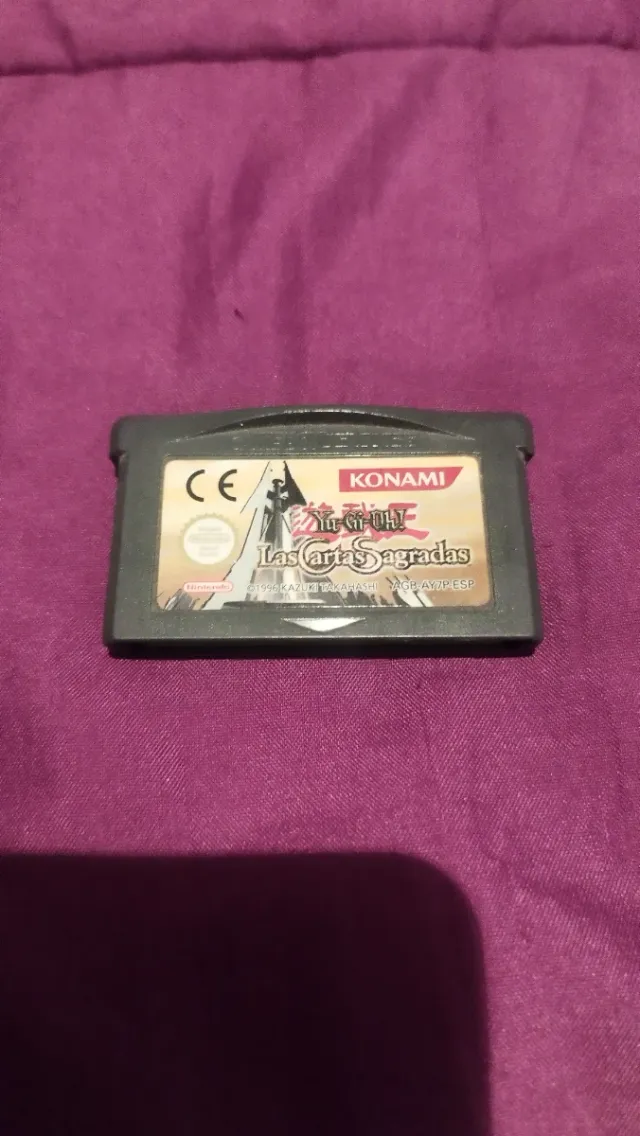 CE
KONAMI
遊戯王
Yu-Gi-Oh!
Las Cartas Sagradas
Nintendo
©1996 KAZUKI TAKAHASHI
AGB-AY7P-ESP